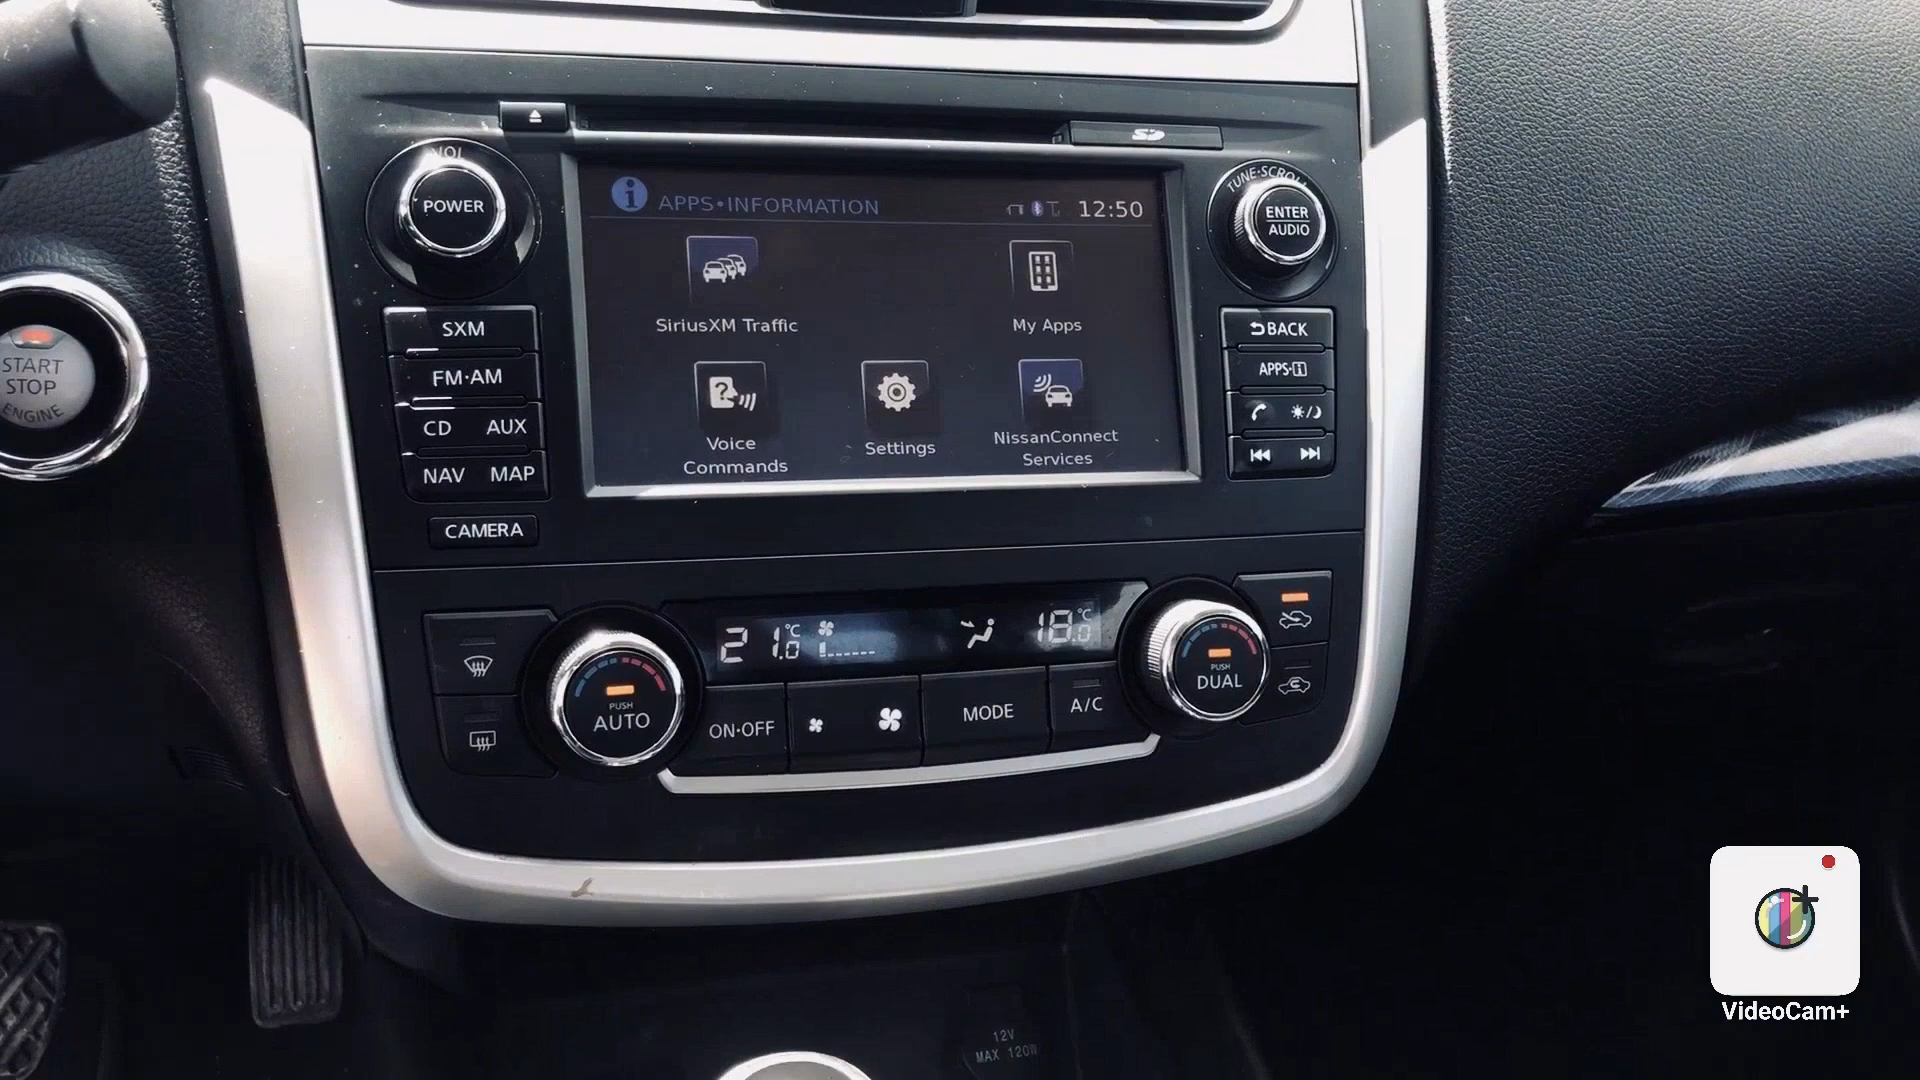 VOL
POWER
SD
TUNE·SCROLL
ENTER
AUDIO
APPS•INFORMATION
12:50
SiriusXM Traffic
My Apps
Voice
Commands
Settings
NissanConnect
Services
SXM
FM·AM
CD AUX
NAV MAP
CAMERA
BACK
APPS·i
START
STOP
ENGINE
21.0 °C
18.0 °C
PUSH
AUTO
ON·OFF
MODE
A/C
PUSH
DUAL
12V
MAX 120W
VideoCam+